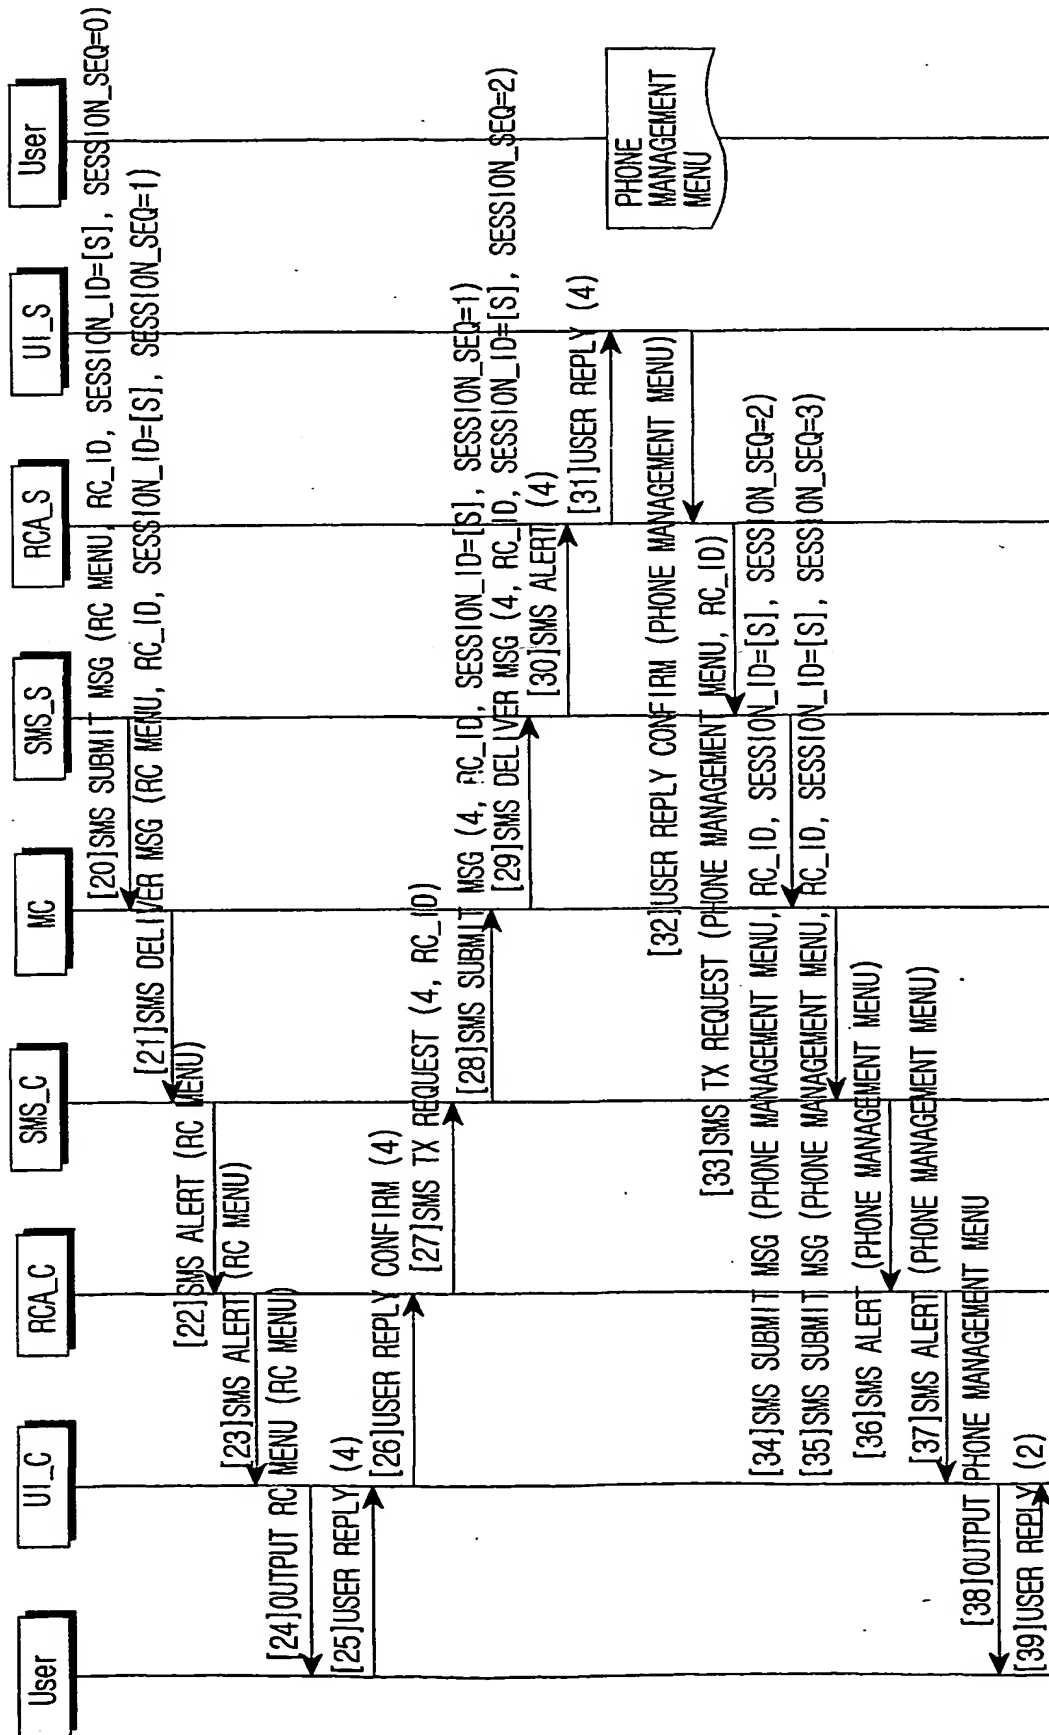 User
UI_C
RCA_C
SMS_C
MC
SMS_S
RCA_S
UI_S
User
[20]SMS SUBMIT MSG (RC MENU, RC_ID, SESSION_ID=[S], SESSION_SEQ=0)
[21]SMS DELIVER MSG (RC MENU, RC_ID, SESSION_ID=[S], SESSION_SEQ=1)
[22]SMS ALERT (RC MENU)
[23]SMS ALERT (RC MENU)
[24]OUTPUT RC MENU (RC MENU)
[25]USER REPLY (4)
[26]USER REPLY CONFIRM (4)
[27]SMS TX REQUEST (4, RC_ID)
[28]SMS SUBMIT MSG (4, RC_ID, SESSION_ID=[S], SESSION_SEQ=1)
[29]SMS DELIVER MSG (4, RC_ID, SESSION_ID=[S], SESSION_SEQ=2)
[30]SMS ALERT (4)
[31]USER REPLY (4)
PHONE
MANAGEMENT
MENU
[32]USER REPLY CONFIRM (PHONE MANAGEMENT MENU)
[33]SMS TX REQUEST (PHONE MANAGEMENT MENU, RC_ID)
[34]SMS SUBMIT MSG (PHONE MANAGEMENT MENU, RC_ID, SESSION_ID=[S], SESSION_SEQ=2)
[35]SMS SUBMIT MSG (PHONE MANAGEMENT MENU, RC_ID, SESSION_ID=[S], SESSION_SEQ=3)
[36]SMS ALERT (PHONE MANAGEMENT MENU)
[37]SMS ALERT (PHONE MANAGEMENT MENU)
[38]OUTPUT PHONE MANAGEMENT MENU
[39]USER REPLY (2)